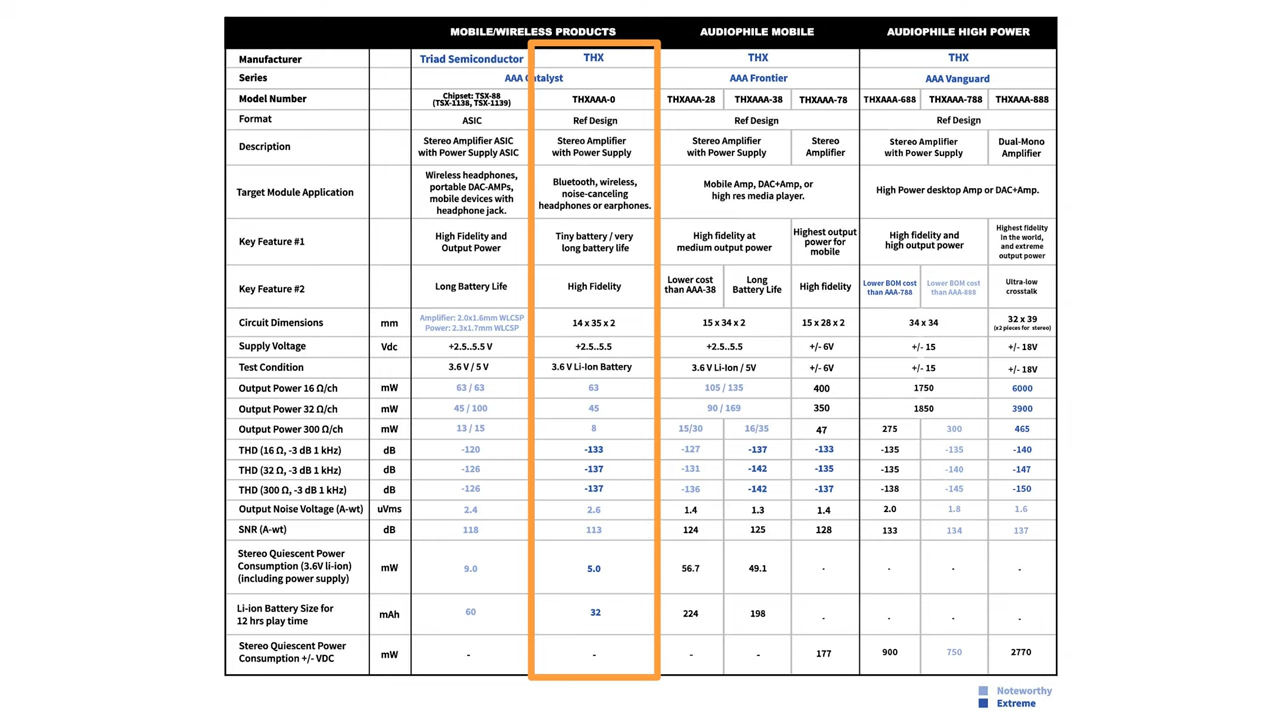 MOBILE/WIRELESS PRODUCTS AUDIOPHILE MOBILE AUDIOPHILE HIGH POWER
Manufacturer Triad Semiconductor THX THX THX
Series AAA Catalyst AAA Frontier AAA Vanguard
Model Number Chipset: TSX-88 (TSX-1138, TSX-1139) THXAAA-0 THXAAA-28 THXAAA-38 THXAAA-78 THXAAA-688 THXAAA-788 THXAAA-888
Format ASIC Ref Design Ref Design Ref Design
Description Stereo Amplifier ASIC with Power Supply ASIC Stereo Amplifier with Power Supply Stereo Amplifier with Power Supply Stereo Amplifier Stereo Amplifier with Power Supply Dual-Mono Amplifier
Target Module Application Wireless headphones, portable DAC-AMPs, mobile devices with headphone jack. Bluetooth, wireless, noise-canceling headphones or earphones. Mobile Amp, DAC+Amp, or high res media player. High Power desktop Amp or DAC+Amp.
Key Feature #1 High Fidelity and Output Power Tiny battery / very long battery life High fidelity at medium output power Highest output power for mobile High fidelity and high output power Highest fidelity in the world, and extreme output power
Key Feature #2 Long Battery Life High Fidelity Lower cost than AAA-38 Long Battery Life High fidelity Lower BOM cost than AAA-788 Lower BOM cost than AAA-888 Ultra-low crosstalk
Circuit Dimensions mm Amplifier: 2.0x1.6mm WLCSP Power: 2.3x1.7mm WLCSP 14 x 35 x 2 15 x 34 x 2 15 x 28 x 2 34 x 34 32 x 39 (x2 pieces for stereo)
Supply Voltage Vdc +2.5..5.5 V +2.5..5.5 +2.5..5.5 +/- 6V +/- 15 +/- 18V
Test Condition 3.6 V / 5 V 3.6 V Li-Ion Battery 3.6 V Li-Ion / 5V +/- 6V +/- 15 +/- 18V
Output Power 16 Ω/ch mW 63 / 63 63 105 / 135 400 1750 6000
Output Power 32 Ω/ch mW 45 / 100 45 90 / 169 350 1850 3900
Output Power 300 Ω/ch mW 13 / 15 8 15/30 16/35 47 275 300 465
THD (16 Ω, -3 dB 1 kHz) dB -120 -133 -127 -137 -133 -135 -135 -140
THD (32 Ω, -3 dB 1 kHz) dB -126 -137 -131 -142 -135 -135 -140 -147
THD (300 Ω, -3 dB 1 kHz) dB -126 -137 -136 -142 -137 -138 -145 -150
Output Noise Voltage (A-wt) uVrms 2.4 2.6 1.4 1.3 1.4 2.0 1.8 1.6
SNR (A-wt) dB 118 113 124 125 128 133 134 137
Stereo Quiescent Power Consumption (3.6V li-ion) (including power supply) mW 9.0 5.0 56.7 49.1 - - - -
Li-ion Battery Size for 12 hrs play time mAh 60 32 224 198 - - - -
Stereo Quiescent Power Consumption +/- VDC mW - - - - 177 900 750 2770
Noteworthy
Extreme